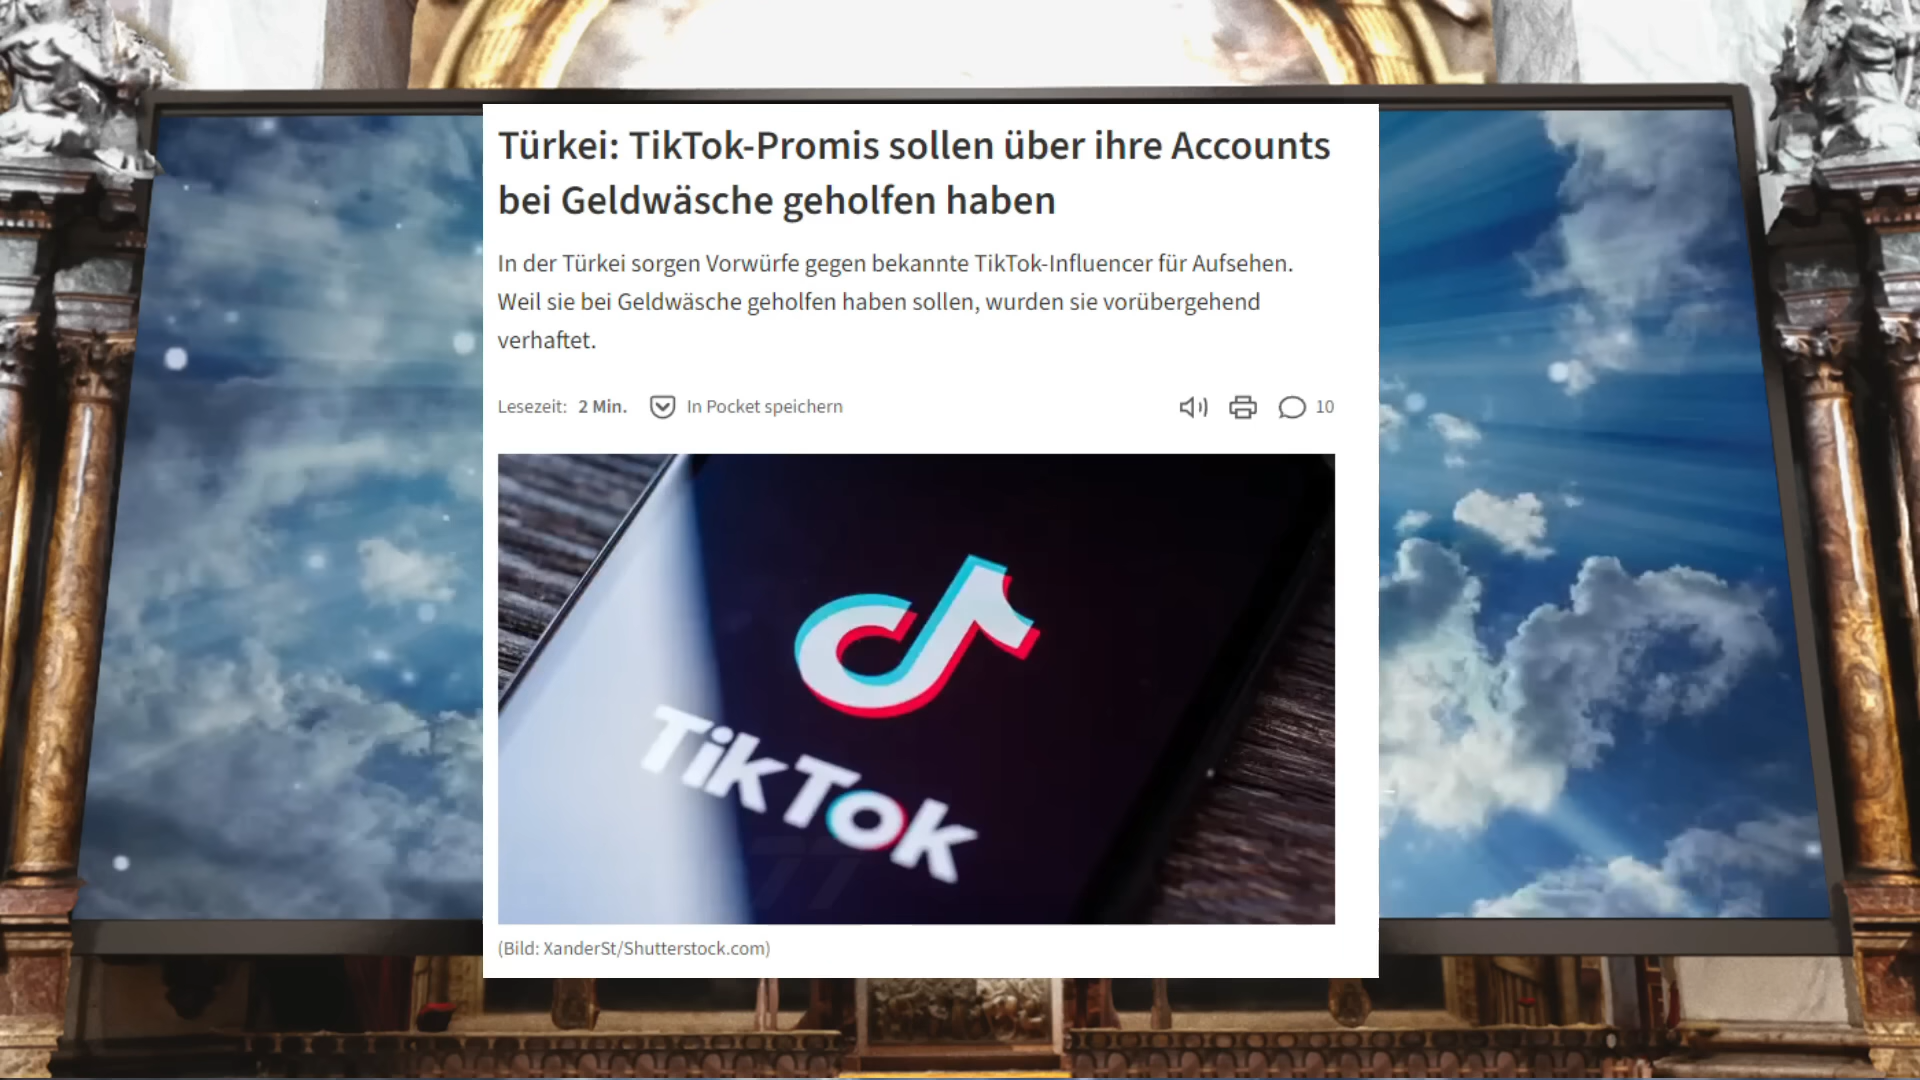 Türkei: TikTok-Promis sollen über ihre Accounts
bei Geldwäsche geholfen haben
In der Türkei sorgen Vorwürfe gegen bekannte TikTok-Influencer für Aufsehen.
Weil sie bei Geldwäsche geholfen haben sollen, wurden sie vorübergehend
verhaftet.
Lesezeit: 2 Min. In Pocket speichern 10
TikTok
(Bild: XanderSt/Shutterstock.com)